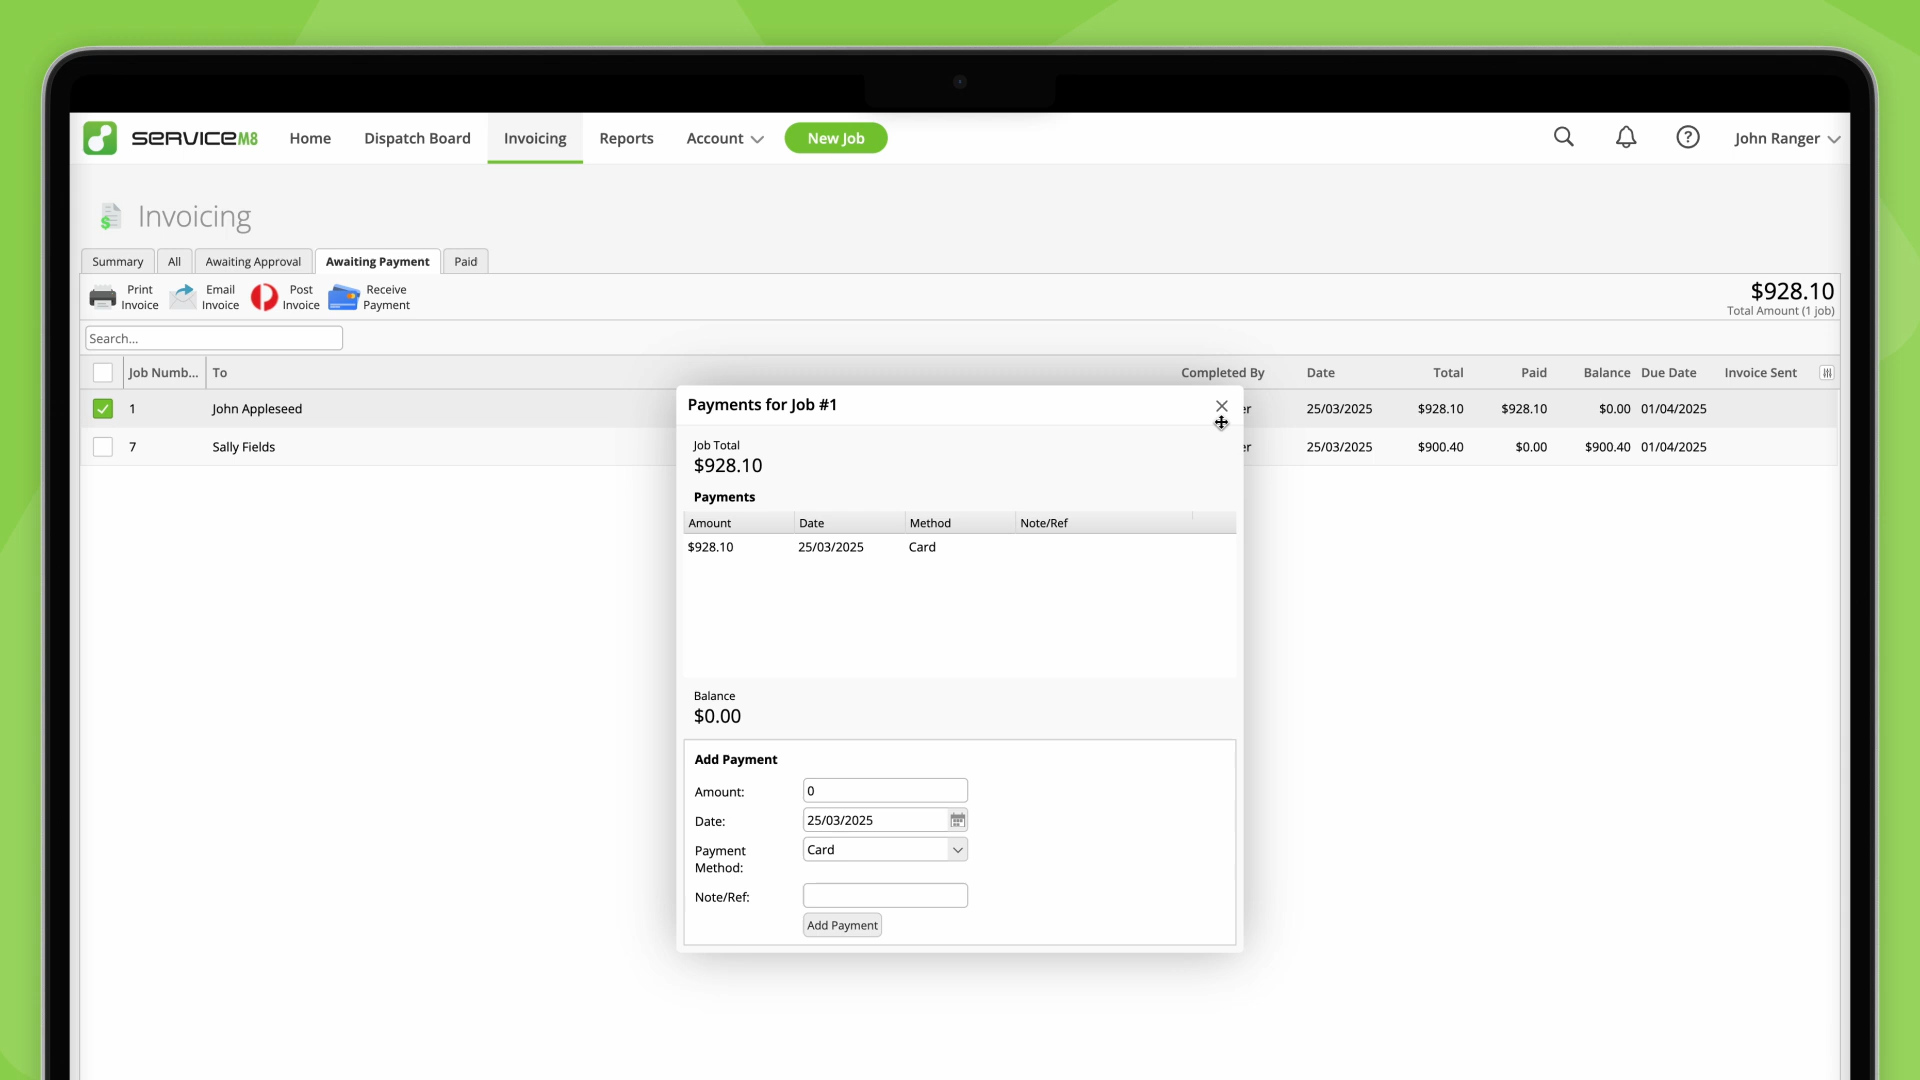 SERVICEM8 Home Dispatch Board Invoicing Reports Account New Job John Ranger
Invoicing
Summary All Awaiting Approval Awaiting Payment Paid
Print Invoice Email Invoice Post Invoice Receive Payment
$928.10
Total Amount (1 job)
Search...
Job Numb... To Completed By Date Total Paid Balance Due Date Invoice Sent
1 John Appleseed er 25/03/2025 $928.10 $928.10 $0.00 01/04/2025
7 Sally Fields er 25/03/2025 $900.40 $0.00 $900.40 01/04/2025
Payments for Job #1
Job Total
$928.10
Payments
Amount Date Method Note/Ref
$928.10 25/03/2025 Card
Balance
$0.00
Add Payment
Amount: 0
Date: 25/03/2025
Payment Method: Card
Note/Ref:
Add Payment